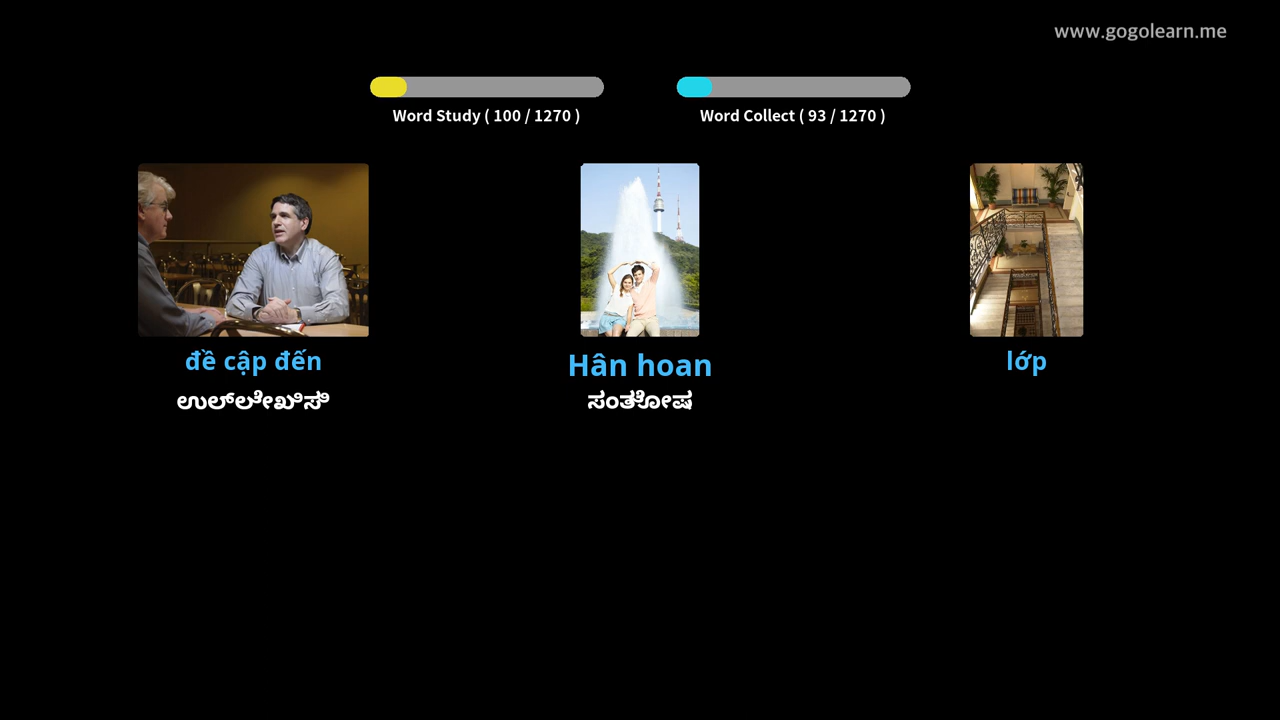 www.gogolearn.me
Word Study ( 100 / 1270 )
Word Collect ( 93 / 1270 )
đề cập đến
Hân hoan
lớp
ಉಲ್ಲೇಖಿಸಿ
ಸಂತೋಷ